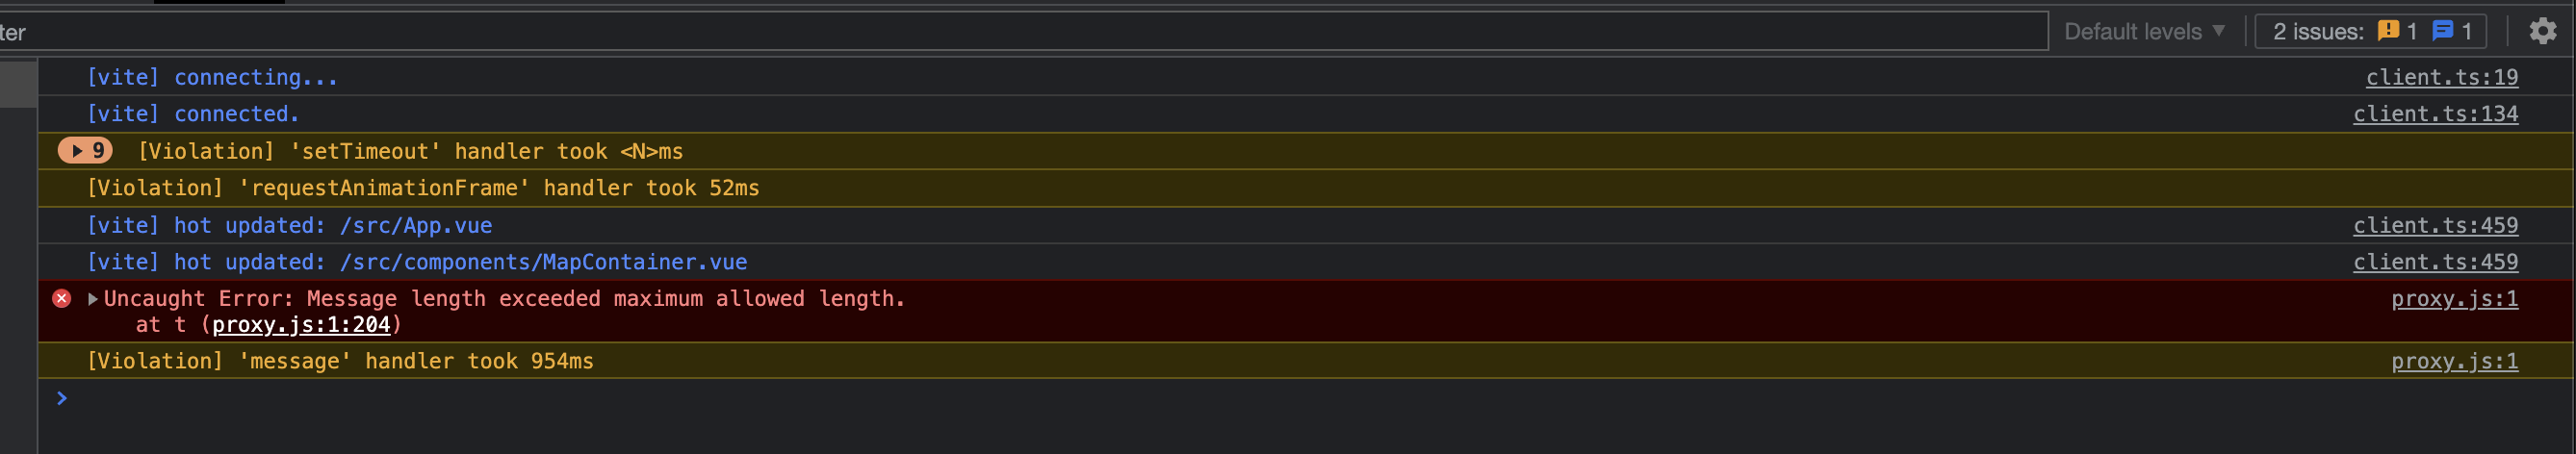 ter
Default levels ▼
2 issues: 1 1
[vite] connecting... client.ts:19
[vite] connected. client.ts:134
9 [Violation] 'setTimeout' handler took <N>ms
[Violation] 'requestAnimationFrame' handler took 52ms
[vite] hot updated: /src/App.vue client.ts:459
[vite] hot updated: /src/components/MapContainer.vue client.ts:459
Uncaught Error: Message length exceeded maximum allowed length. proxy.js:1
at t (proxy.js:1:204)
[Violation] 'message' handler took 954ms proxy.js:1